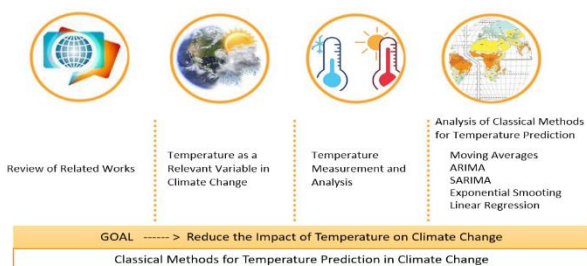 Review of Related Works
Temperature as a
Relevant Variable in
Climate Change
Temperature
Measurement and
Analysis
Analysis of Classical Methods
for Temperature Prediction
Moving Averages
ARIMA
SARIMA
Exponential Smooting
Linear Regression
GOAL ------ > Reduce the Impact of Temperature on Climate Change
Classical Methods for Temperature Prediction in Climate Change